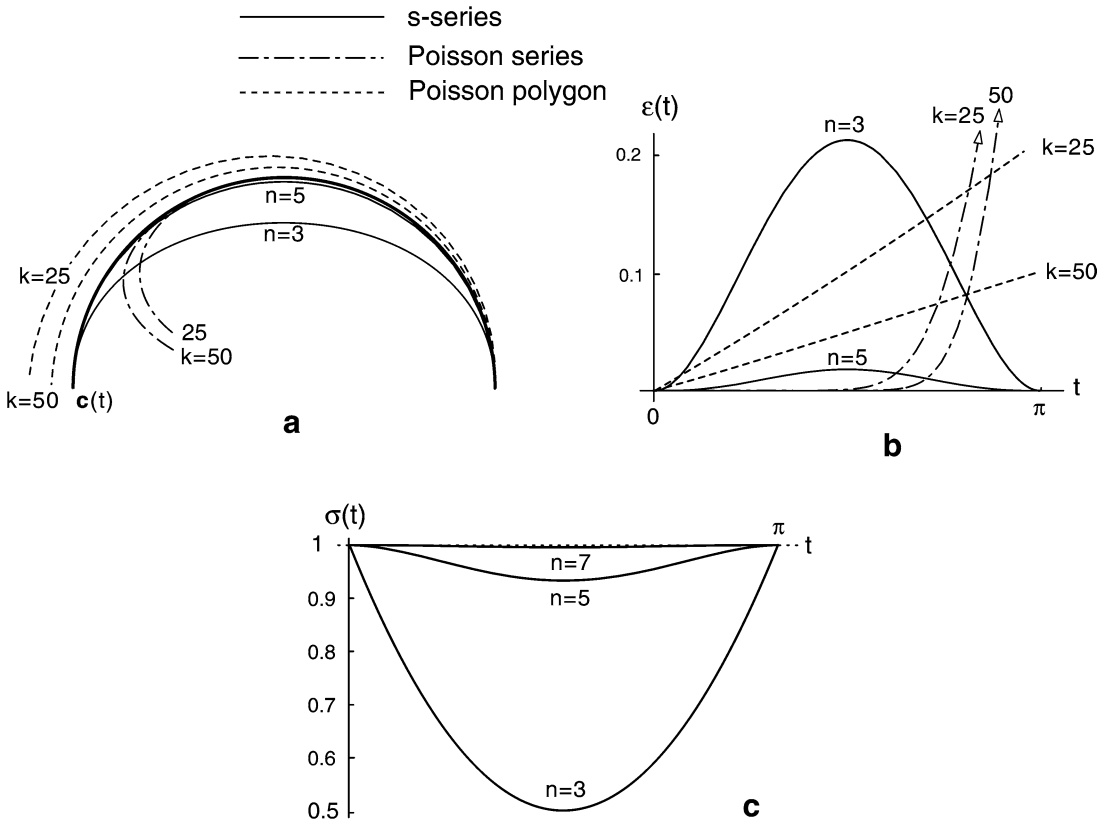 s-series
Poisson series
Poisson polygon
n=5
n=3
k=25
25
k=50
k=50 c(t)
a
ε(t)
n=3
k=25
50
0.2
k=25
0.1
k=50
n=5
t
0
π
b
σ(t)
π
1
t
n=7
n=5
0.9
0.8
0.7
0.6
n=3
0.5
c